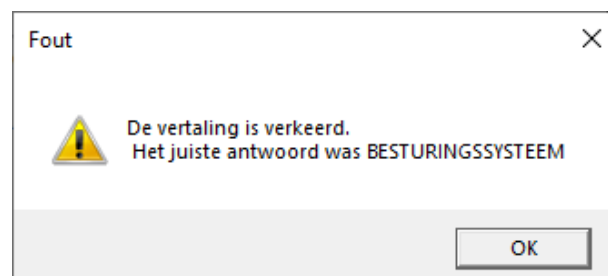 Fout
De vertaling is verkeerd.
Het juiste antwoord was BESTURINGSSYSTEEM
OK